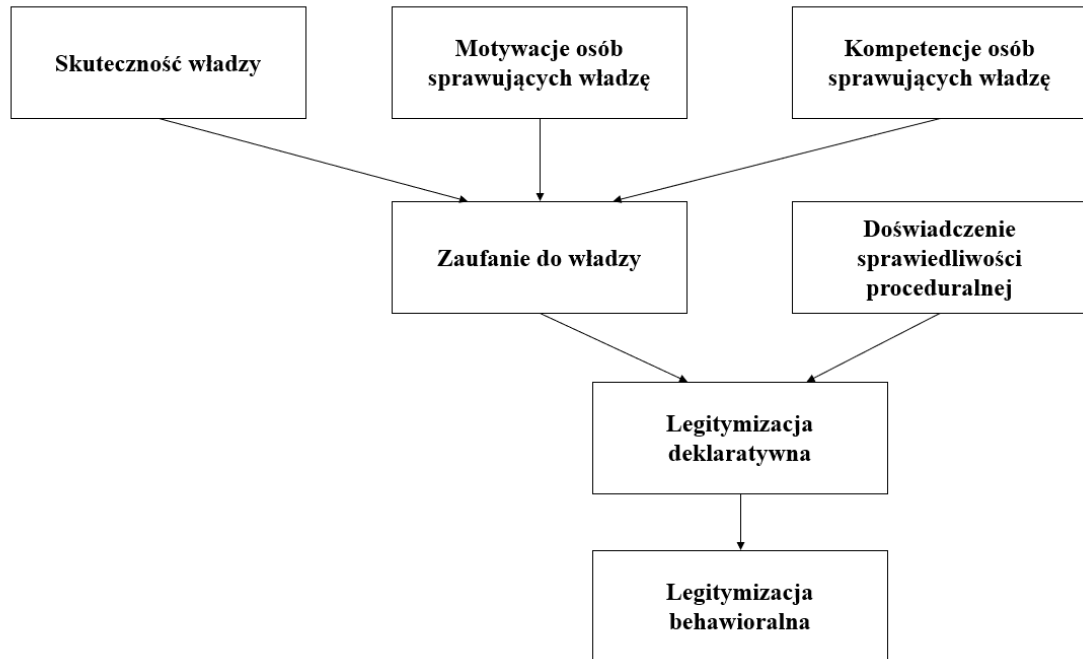 Skuteczność władzy
Motywacje osób
sprawujących władzę
Kompetencje osób
sprawujących władzę
Zaufanie do władzy
Doświadczenie
sprawiedliwości
proceduralnej
Legitymizacja
deklaratywna
Legitymizacja
behawioralna